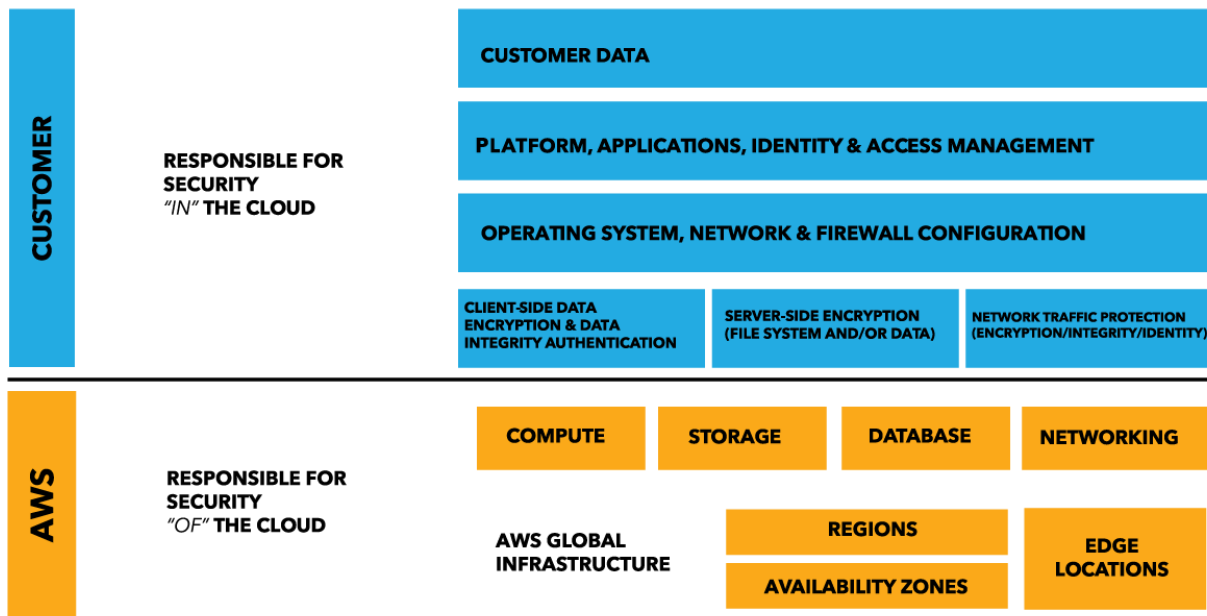 CUSTOMER
RESPONSIBLE FOR
SECURITY
“IN” THE CLOUD
CUSTOMER DATA
PLATFORM, APPLICATIONS, IDENTITY & ACCESS MANAGEMENT
OPERATING SYSTEM, NETWORK & FIREWALL CONFIGURATION
CLIENT-SIDE DATA
ENCRYPTION & DATA
INTEGRITY AUTHENTICATION
SERVER-SIDE ENCRYPTION
(FILE SYSTEM AND/OR DATA)
NETWORK TRAFFIC PROTECTION
(ENCRYPTION/INTEGRITY/IDENTITY)
AWS
RESPONSIBLE FOR
SECURITY
“OF” THE CLOUD
COMPUTE
STORAGE
DATABASE
NETWORKING
AWS GLOBAL
INFRASTRUCTURE
REGIONS
AVAILABILITY ZONES
EDGE
LOCATIONS